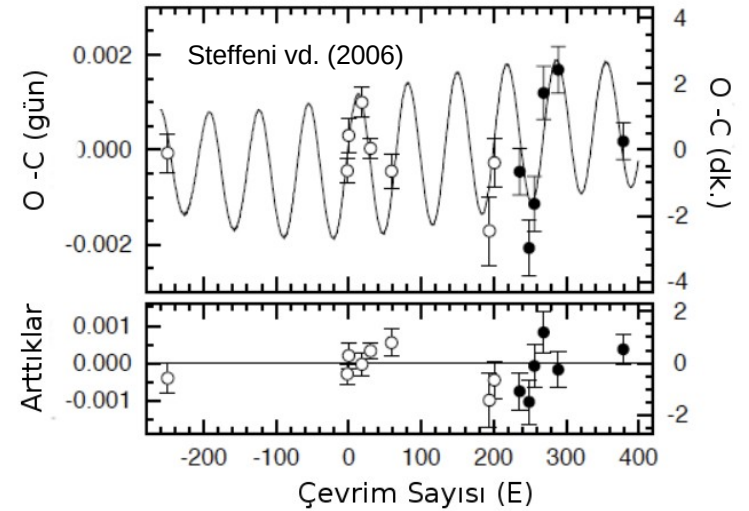 Steffeni vd. (2006)
O -C (gün)
0.002
0.000
-0.002
4
2
0
-2
-4
O -C (dk.)
Arttıklar
0.001
0.000
-0.001
2
0
-2
-200 -100 0 100 200 300 400
Çevrim Sayısı (E)